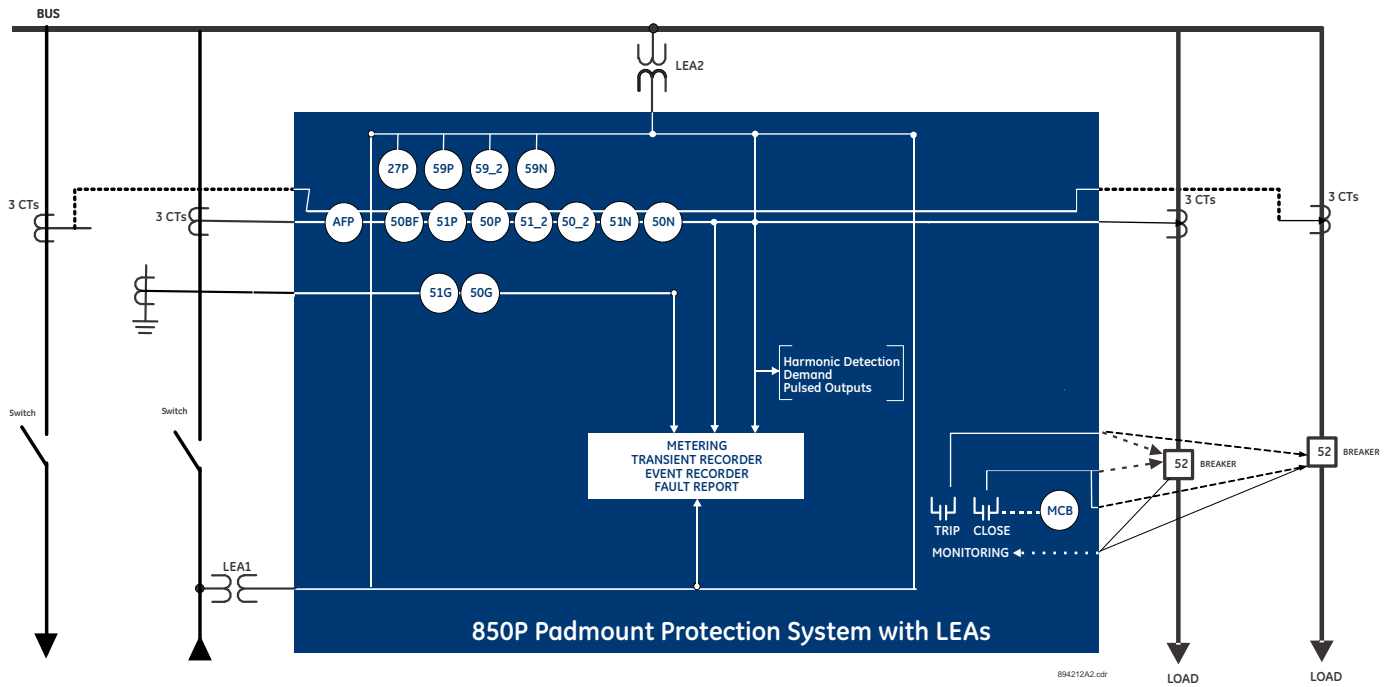 BUS
LEA2
27P
59P
59_2
59N
3 CTs
3 CTs
3 CTs
3 CTs
AFP
50BF
51P
50P
51_2
50_2
51N
50N
51G
50G
Harmonic Detection
Demand
Pulsed Outputs
Switch
Switch
METERING
TRANSIENT RECORDER
EVENT RECORDER
FAULT REPORT
52
BREAKER
52
BREAKER
MCB
TRIP
CLOSE
MONITORING
LEA1
850P Padmount Protection System with LEAs
894212A2.cdr
LOAD
LOAD